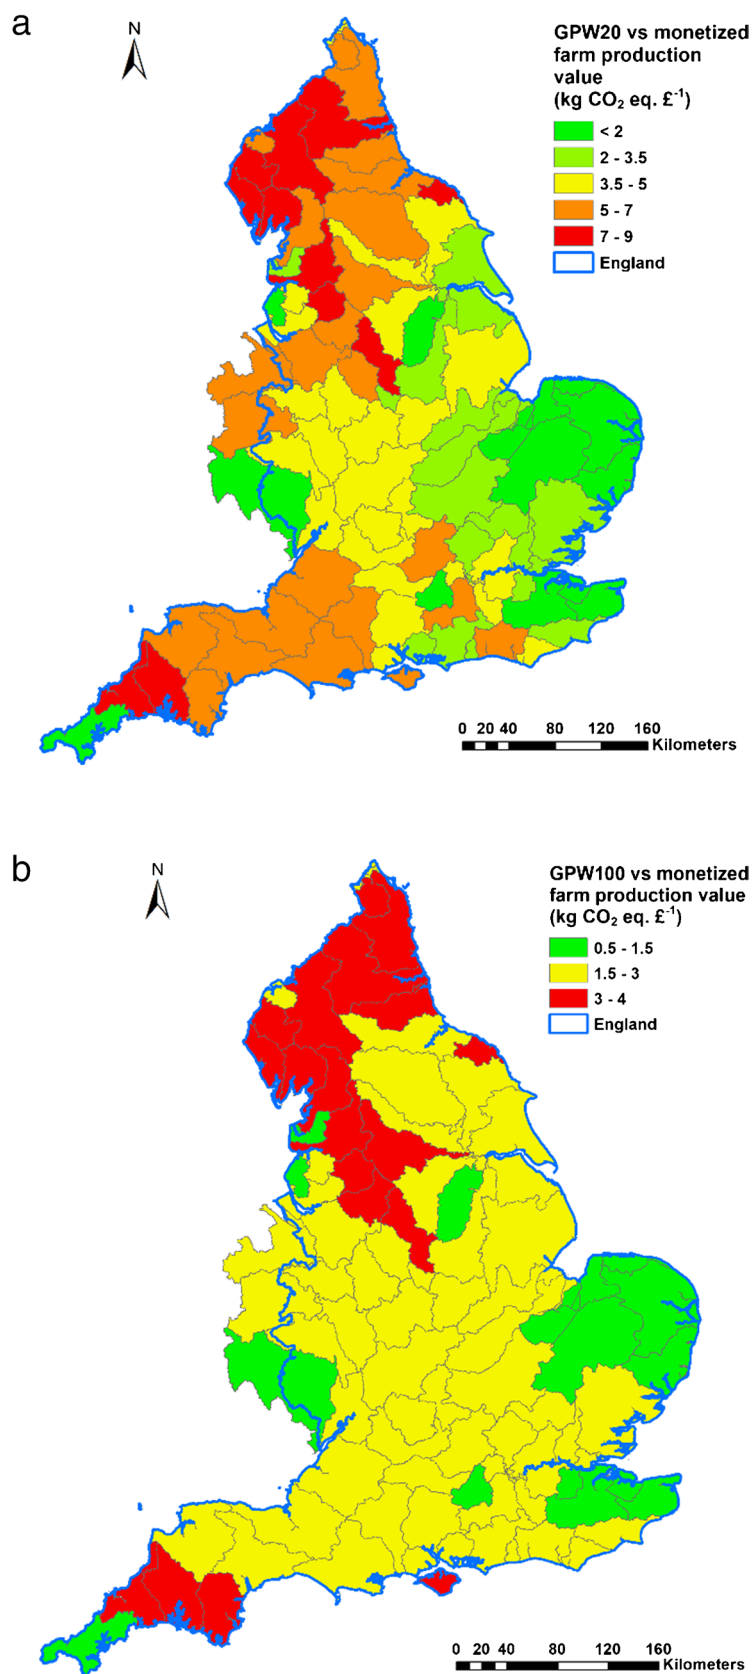 a
N
GPW20 vs monetized
farm production
value
(kg CO₂ eq. £⁻¹)
< 2
2 - 3.5
3.5 - 5
5 - 7
7 - 9
England
0 20 40 80 120 160
Kilometers
b
N
GPW100 vs monetized
farm production value
(kg CO₂ eq. £⁻¹)
0.5 - 1.5
1.5 - 3
3 - 4
England
0 20 40 80 120 160
Kilometers